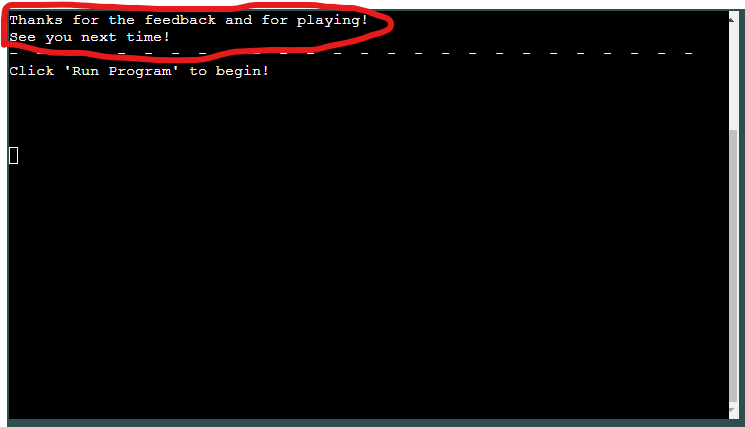 Thanks for the feedback and for playing!
See you next time!
_ _ _ _ _ _ _ _ _ _ _ _ _ _ _ _ _ _ _ _ _ _ _ _ _ _
Click 'Run Program' to begin!